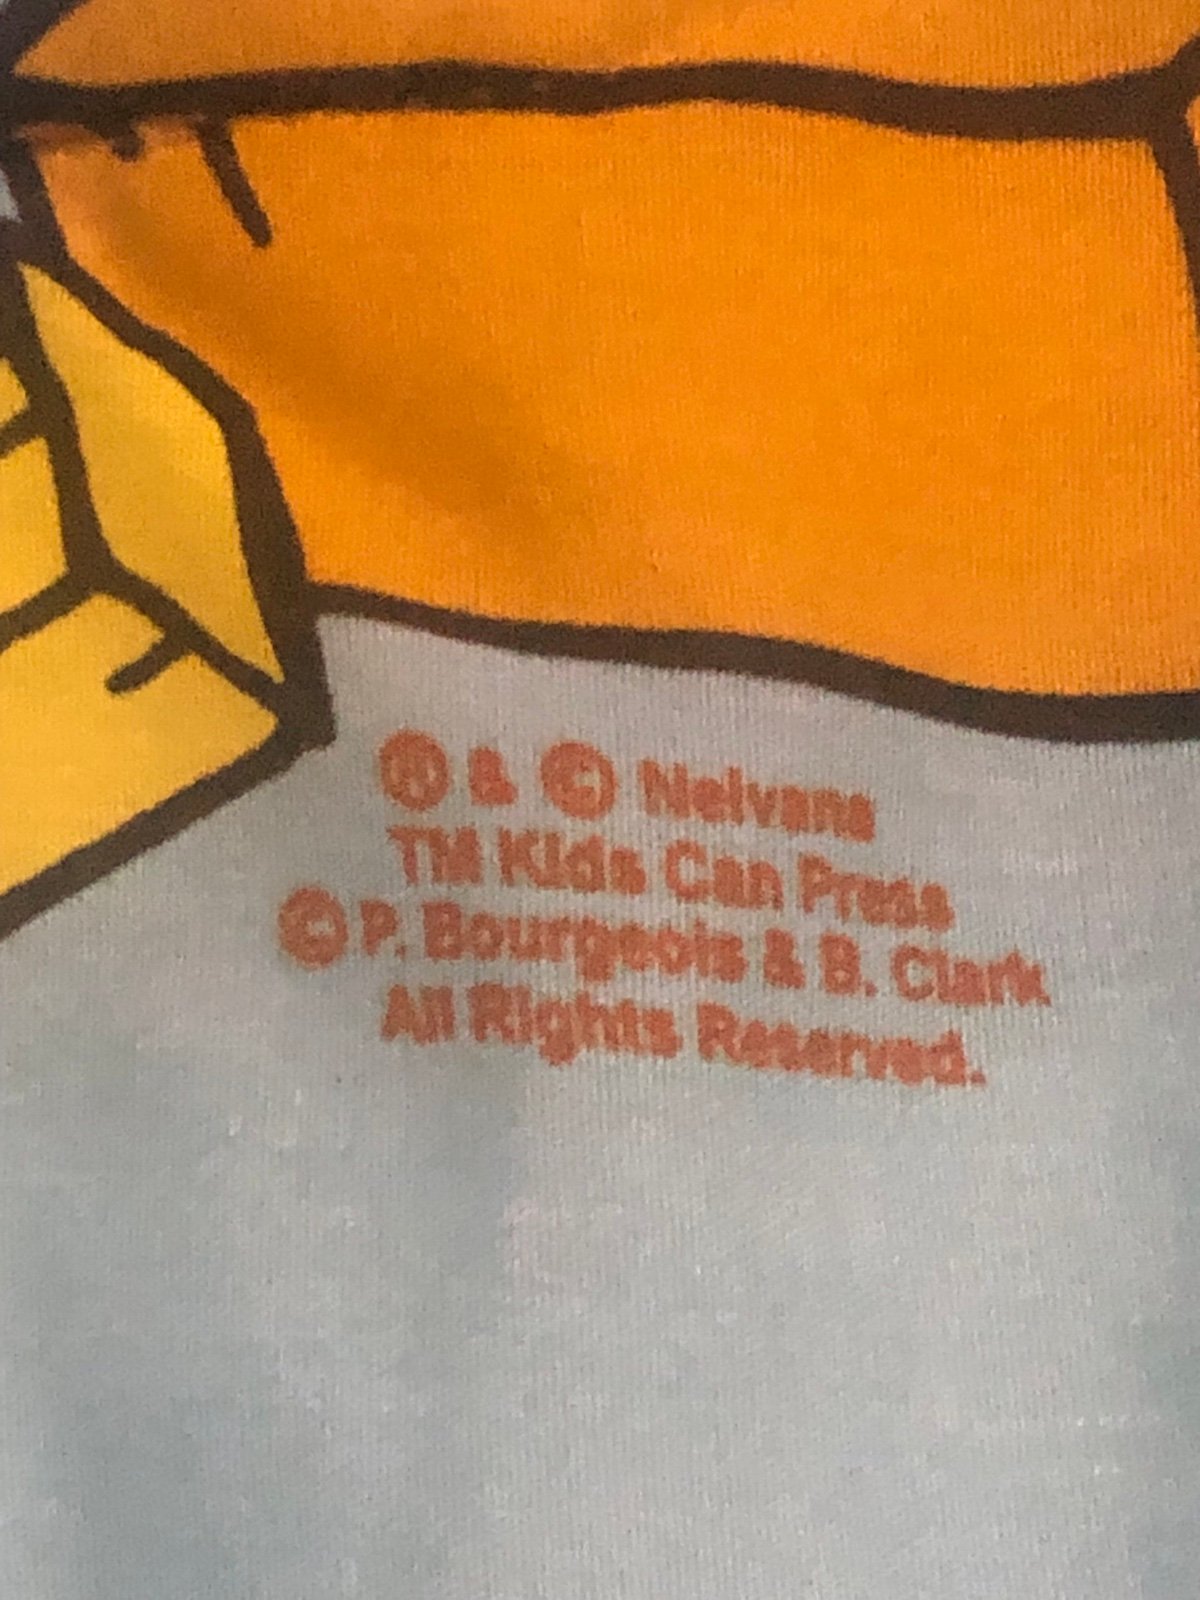 ® & © Nelvana
TM Kids Can Press
© P. Bourgeois & B. Clark
All Rights Reserved.